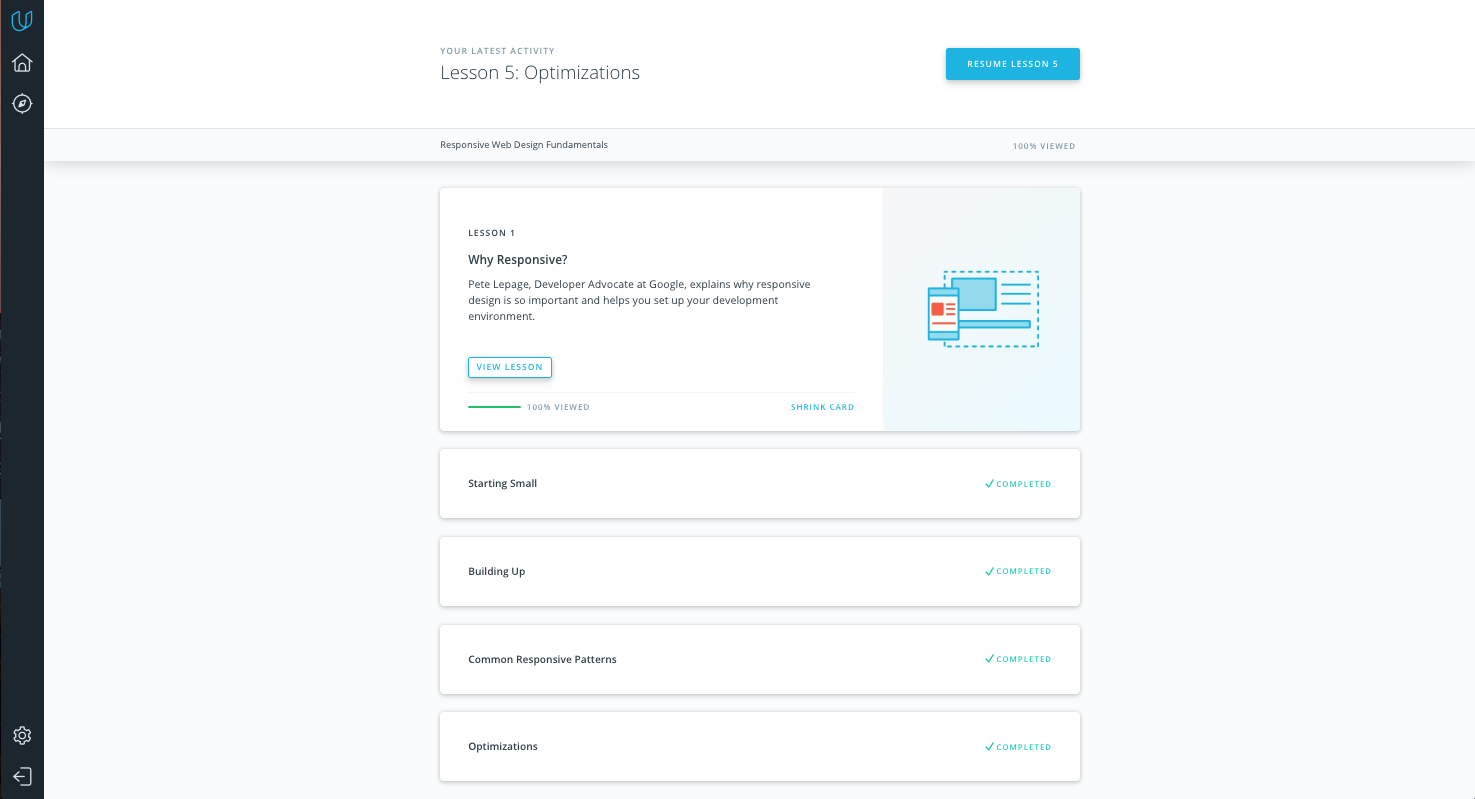 YOUR LATEST ACTIVITY
Lesson 5: Optimizations
RESUME LESSON 5
Responsive Web Design Fundamentals
100% VIEWED
LESSON 1
Why Responsive?
Pete Lepage, Developer Advocate at Google, explains why responsive
design is so important and helps you set up your development
environment.
VIEW LESSON
100% VIEWED
SHRINK CARD
Starting Small
COMPLETED
Building Up
COMPLETED
Common Responsive Patterns
COMPLETED
Optimizations
COMPLETED